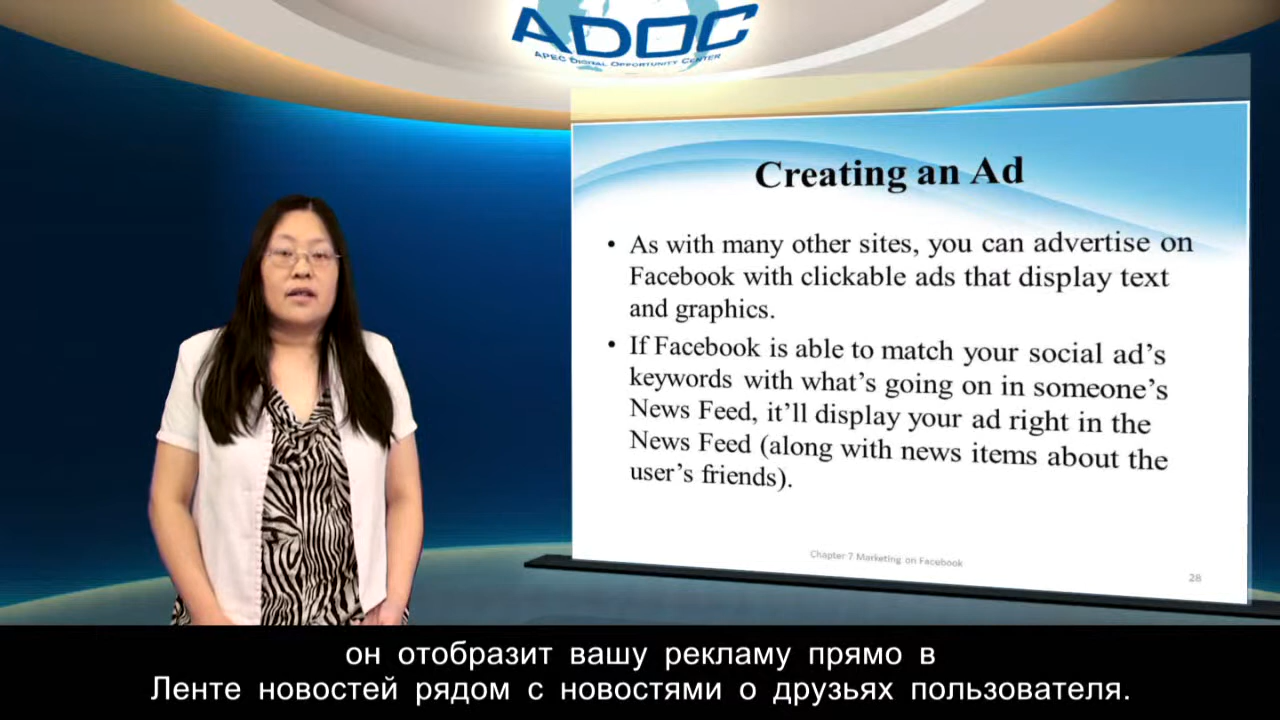 ADOC
APEC DIGITAL OPPORTUNITY CENTER
Creating an Ad
• As with many other sites, you can advertise on
Facebook with clickable ads that display text
and graphics.
• If Facebook is able to match your social ad’s
keywords with what’s going on in someone’s
News Feed, it’ll display your ad right in the
News Feed (along with news items about the
user’s friends).
Chapter 7 Marketing on Facebook
28
он отобразит вашу рекламу прямо в
Ленте новостей рядом с новостями о друзьях пользователя.